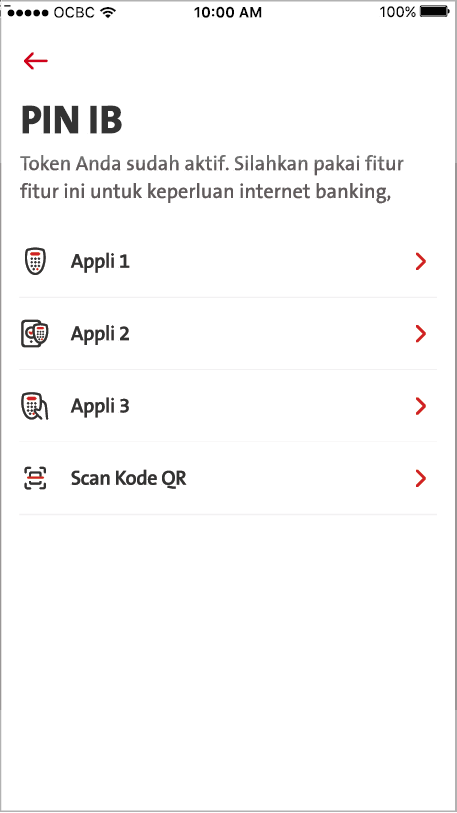 OCBC 10:00 AM 100%
PIN IB
Token Anda sudah aktif. Silahkan pakai fitur
fitur ini untuk keperluan internet banking,
Appli 1
Appli 2
Appli 3
Scan Kode QR